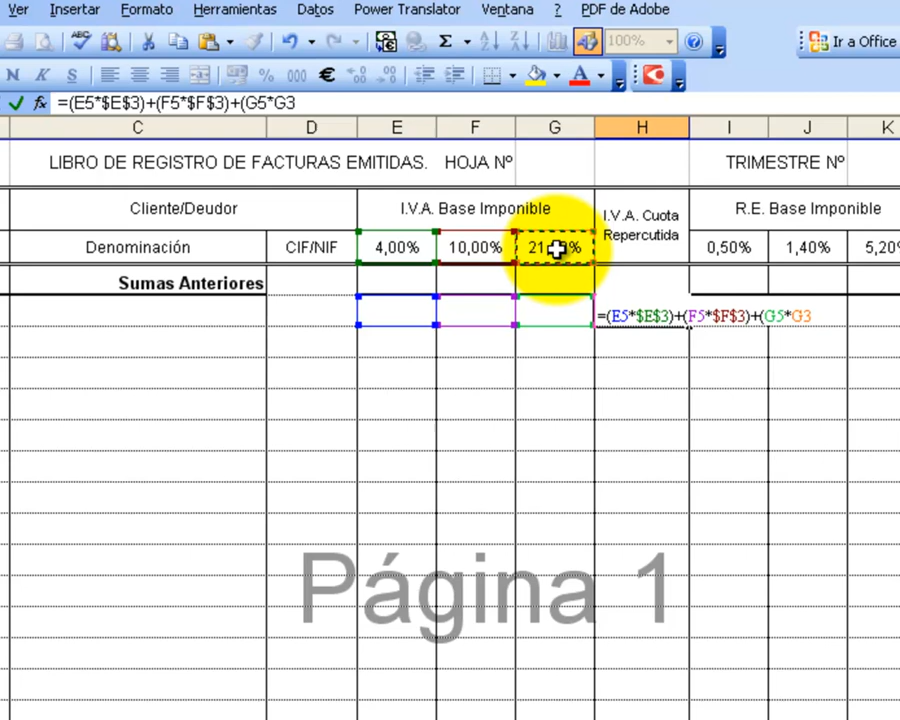 Ver Insertar Formato Herramientas Datos Power Translator Ventana ? PDF de Adobe
ABC Σ 100% Ir a Office
N K S % 000 € A
fx =(E5*$E$3)+(F5*$F$3)+(G5*G3
C D E F G H I J K
LIBRO DE REGISTRO DE FACTURAS EMITIDAS. HOJA Nº TRIMESTRE Nº
Cliente/Deudor I.V.A. Base Imponible I.V.A. Cuota Repercutida R.E. Base Imponible
Denominación CIF/NIF 4,00% 10,00% 0,50% 1,40%
Sumas Anteriores
=(E5*$E$3)+(F5*$F$3)+(G5*G3
Página 1